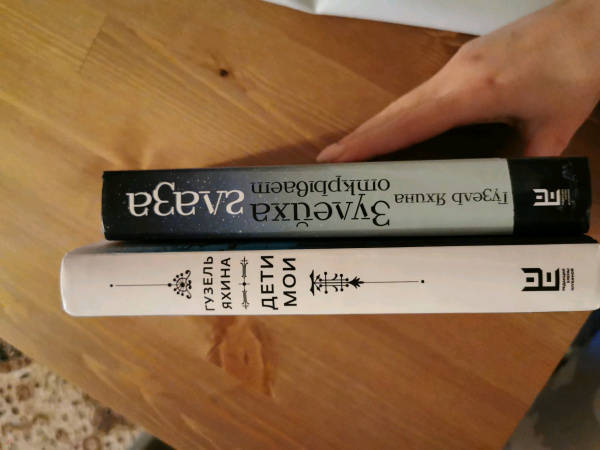 Гузель Яхина
Зулейха
открывает
глаза
ГУЗЕЛЬ
ЯХИНА
ДЕТИ
МОИ